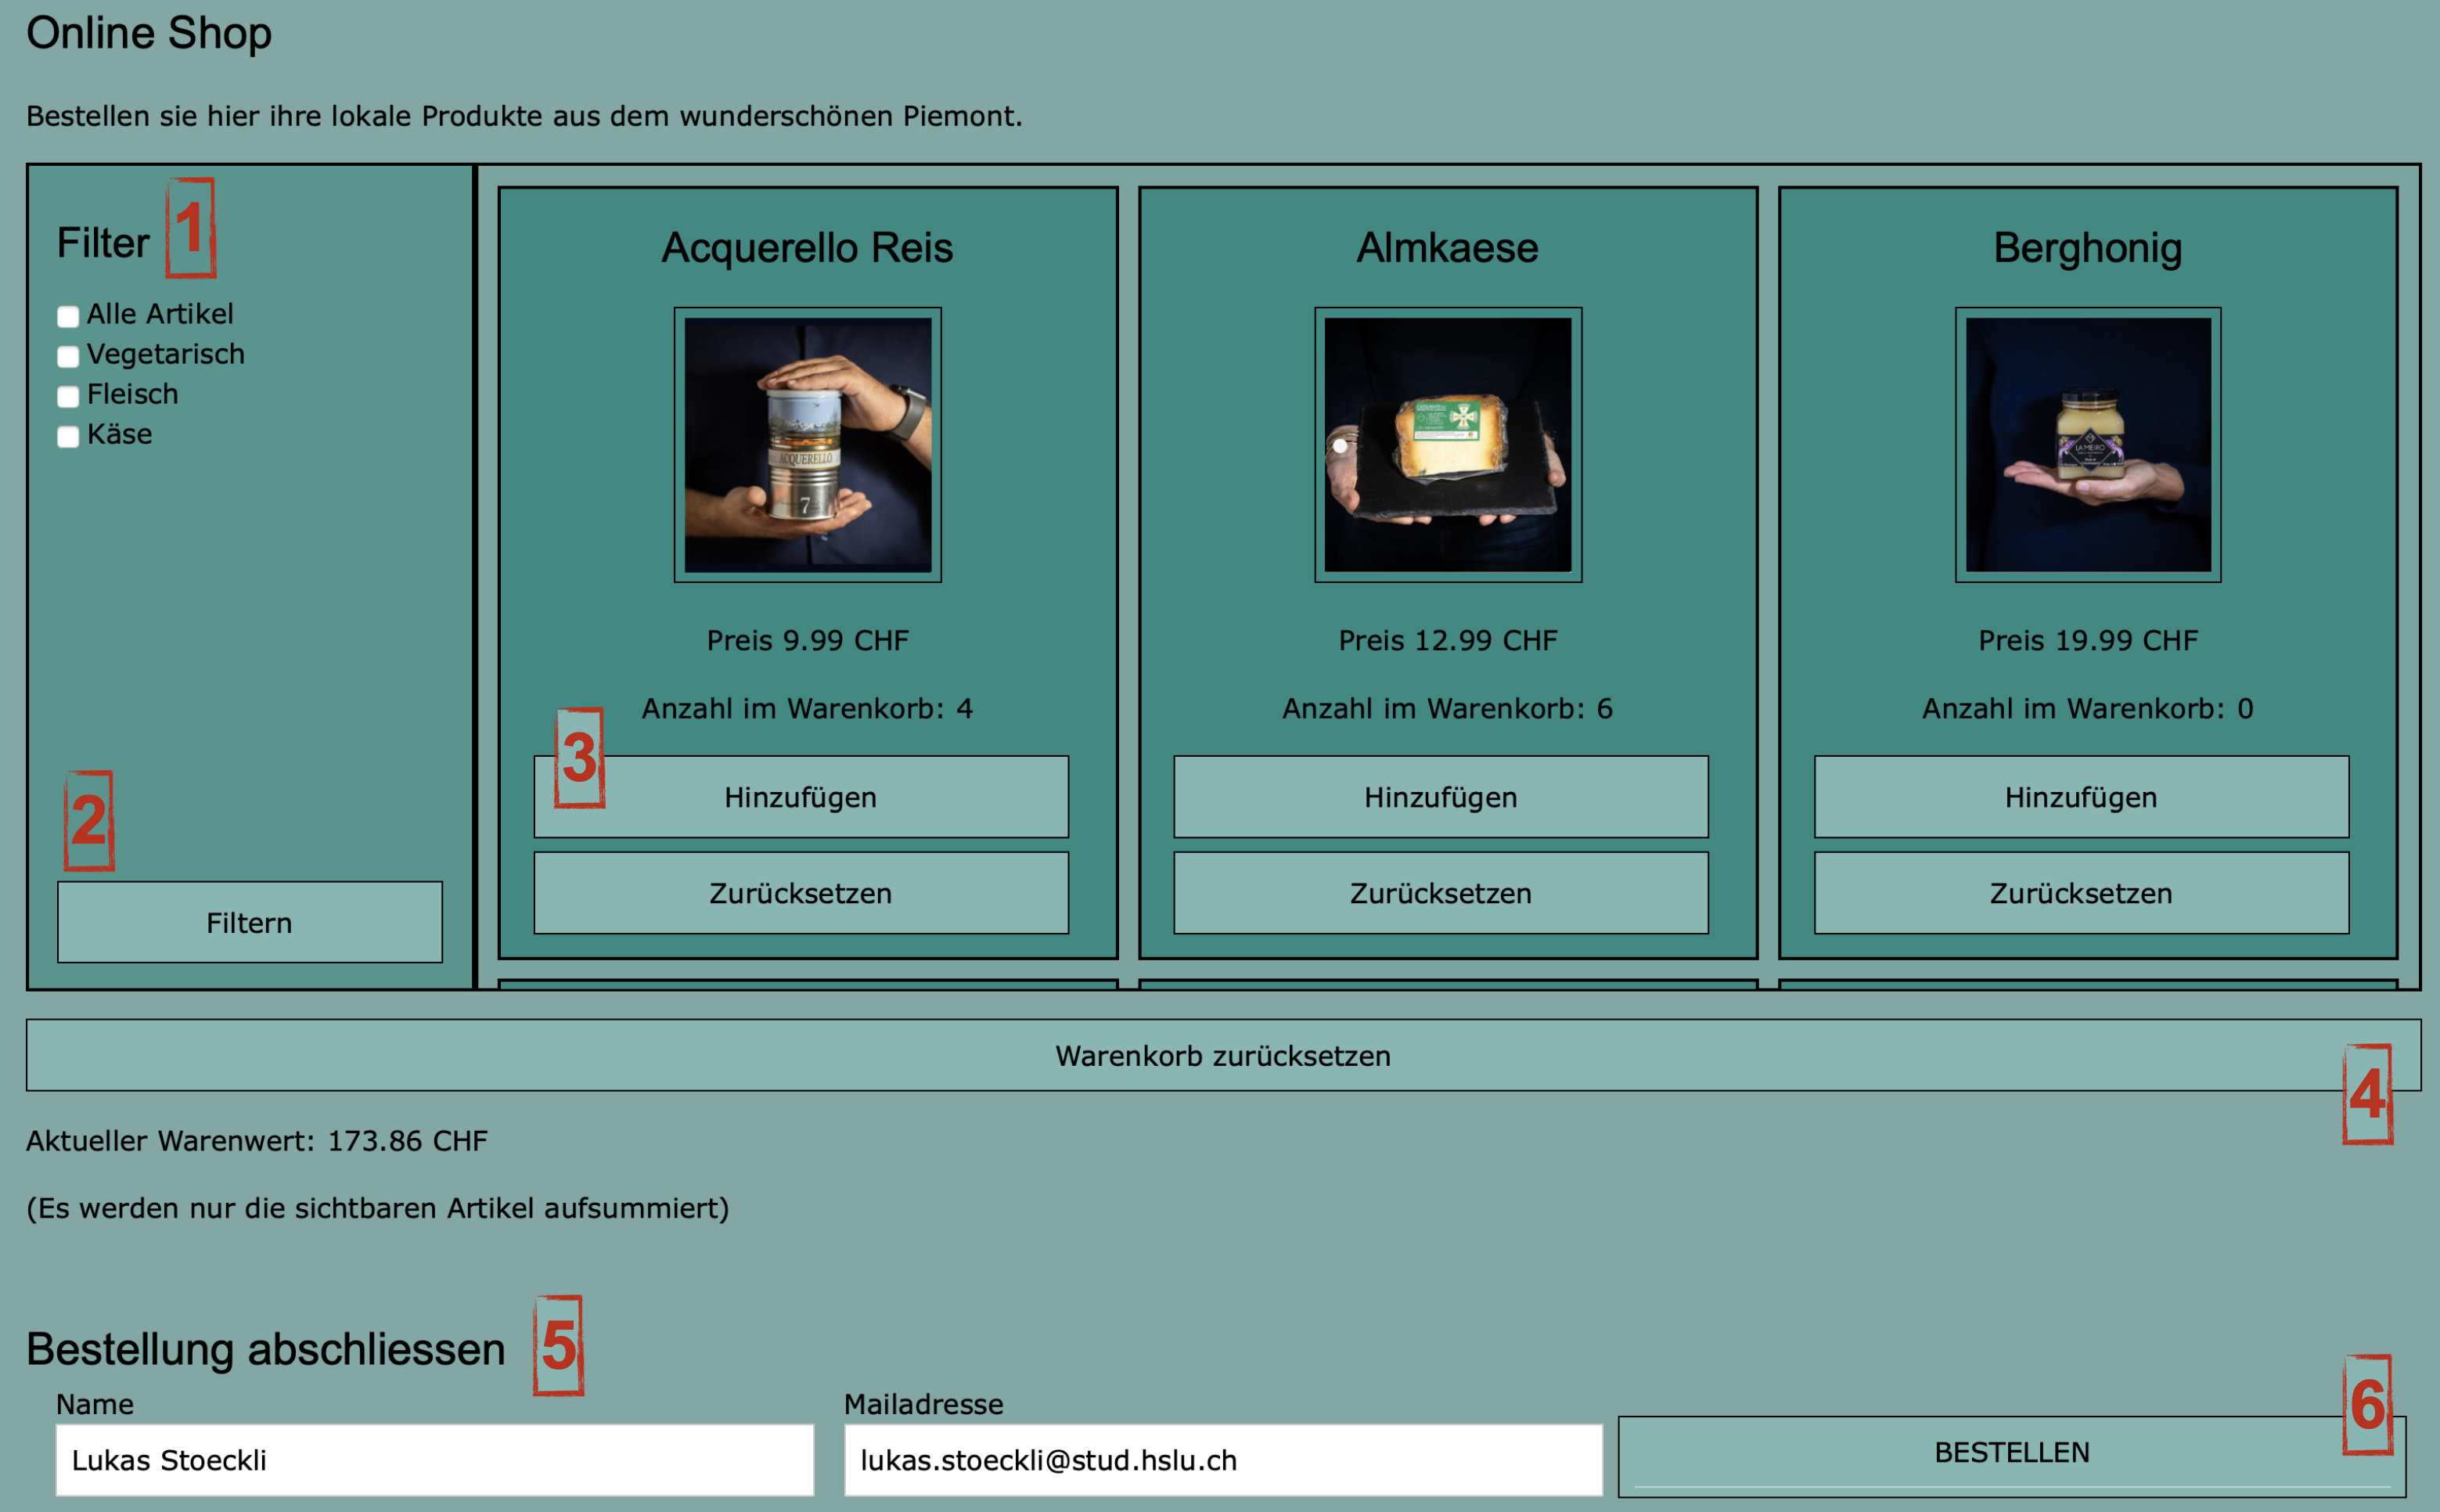 Online Shop
Bestellen sie hier ihre lokale Produkte aus dem wunderschönen Piemont.
Filter 1
Alle Artikel
Vegetarisch
Fleisch
Käse
2
Filtern
Acquerello Reis
ACQUERELLO
7
Preis 9.99 CHF
Anzahl im Warenkorb: 4
3
Hinzufügen
Zurücksetzen
Almkaese
Preis 12.99 CHF
Anzahl im Warenkorb: 6
Hinzufügen
Zurücksetzen
Berghonig
Preis 19.99 CHF
Anzahl im Warenkorb: 0
Hinzufügen
Zurücksetzen
Warenkorb zurücksetzen
4
Aktueller Warenwert: 173.86 CHF
(Es werden nur die sichtbaren Artikel aufsummiert)
Bestellung abschliessen 5
Name
Lukas Stoeckli
Mailadresse
lukas.stoeckli@stud.hslu.ch
6
BESTELLEN